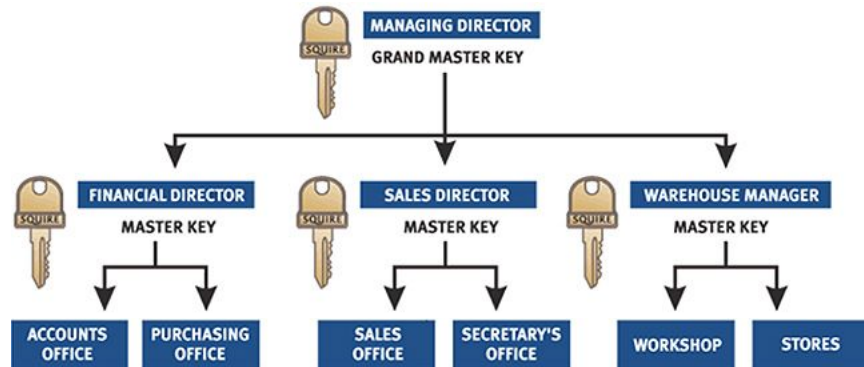 MANAGING DIRECTOR
SQUIRE
GRAND MASTER KEY
FINANCIAL DIRECTOR
SALES DIRECTOR
WAREHOUSE MANAGER
SQUIRE
MASTER KEY
SQUIRE
MASTER KEY
SQUIRE
MASTER KEY
ACCOUNTS
OFFICE
PURCHASING
OFFICE
SALES
OFFICE
SECRETARY'S
OFFICE
WORKSHOP
STORES